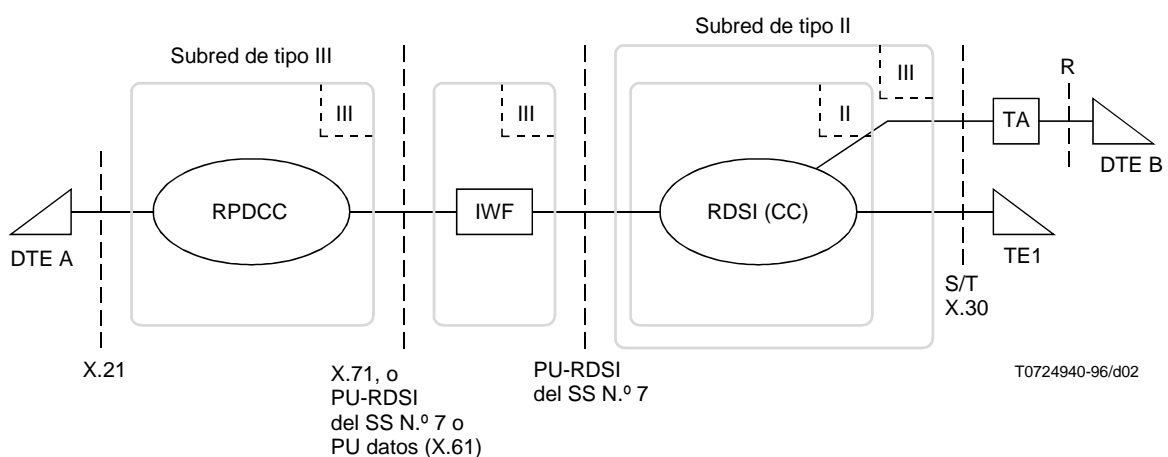 Subred de tipo III
Subred de tipo II
III
III
III
II
R
TA
DTE B
DTE A
RPDCC
IWF
RDSI (CC)
TE1
S/T
X.30
X.21
X.71, o
PU-RDSI
del SS N.º 7 o
PU datos (X.61)
PU-RDSI
del SS N.º 7
T0724940-96/d02